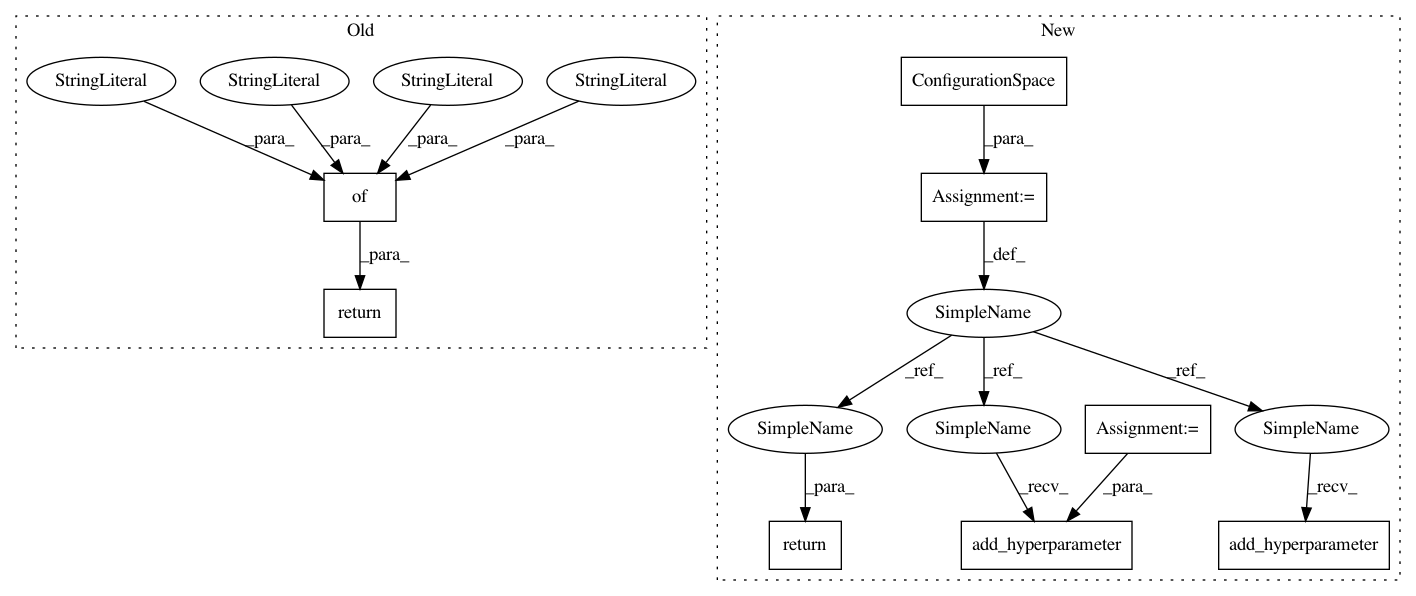 Old
New
StringLiteral StringLiteral StringLiteral StringLiteral
ConfigurationSpace
_para_ _para_ _para_ _para_
_para_
of
Assignment:=
_para_
_def_
return
SimpleName
_ref_ _ref_ _ref_
SimpleName SimpleName Assignment:= SimpleName
_para_ _recv_ _para_ _recv_
return add_hyperparameter add_hyperparameter